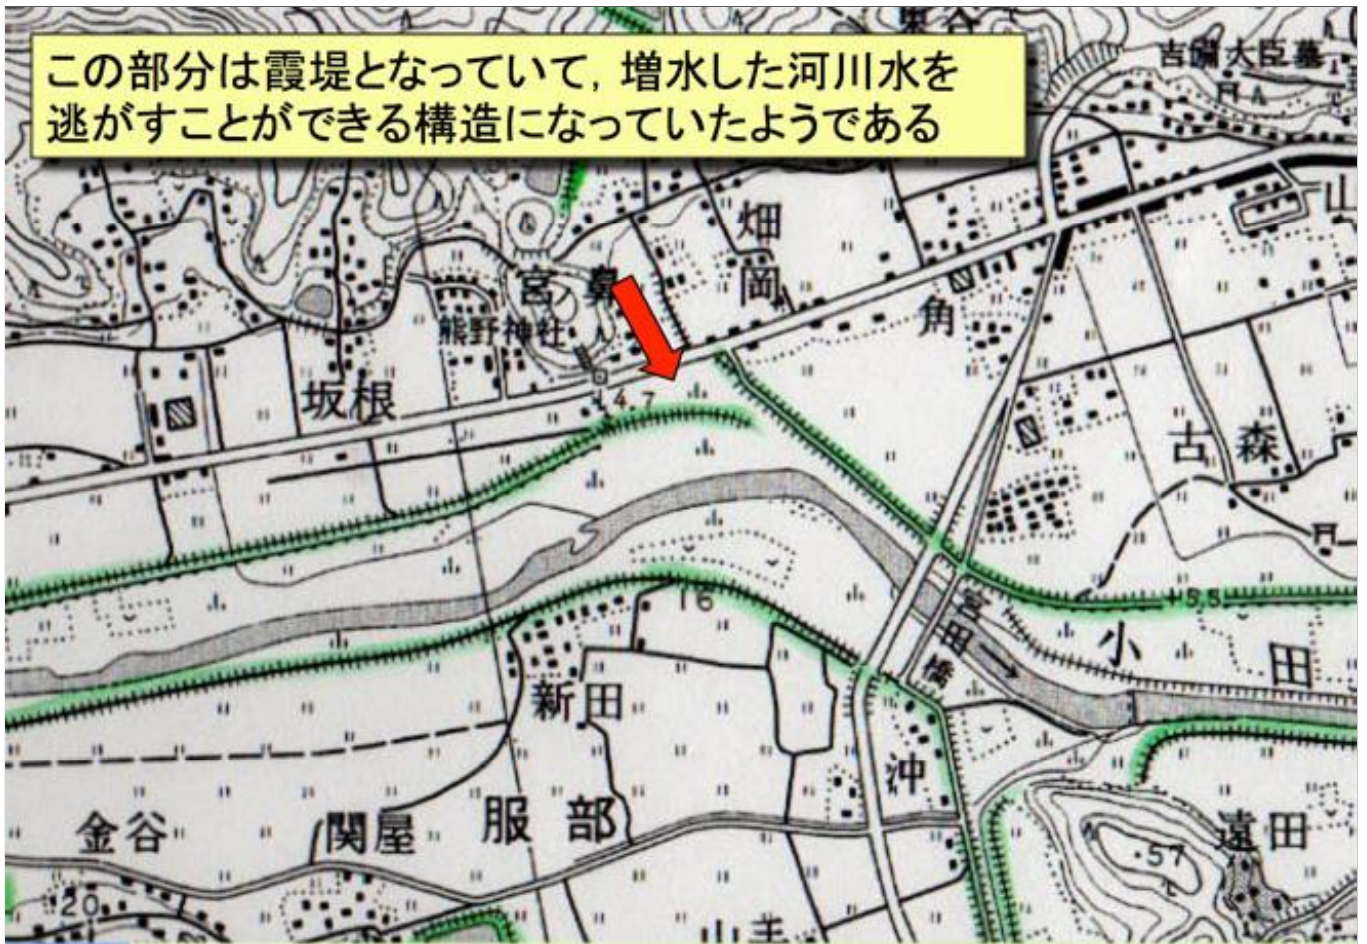 この部分は霞堤となっていて，増水した河川水を
逃がすことができる構造になっていたようである
吉備大臣墓
畑岡
宮鼻
熊野神社
角
山
坂根
14.7
古森
16
宮田橋
小田
新田
沖
金谷
関屋
服部
遠田
・57
20